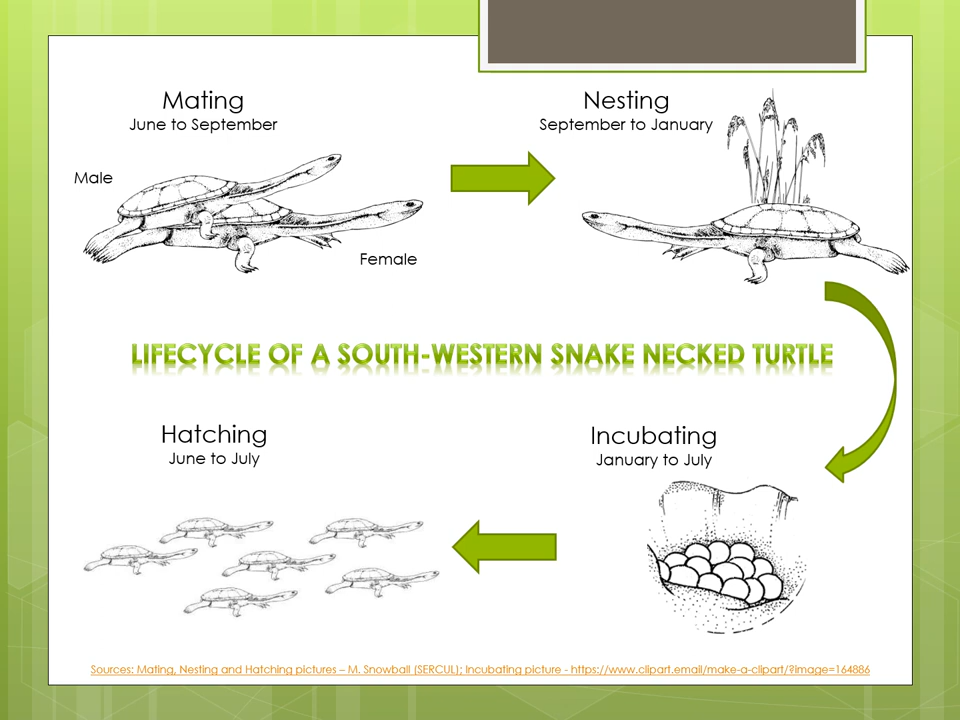 Mating
June to September
Nesting
September to January
Male
Female
LIFECYCLE OF A SOUTH-WESTERN SNAKE NECKED TURTLE
Hatching
June to July
Incubating
January to July
Sources: Mating, Nesting and Hatching pictures – M. Snowball (SERCUL); Incubating picture - https://www.clipart.email/make-a-clipart/?image=164886